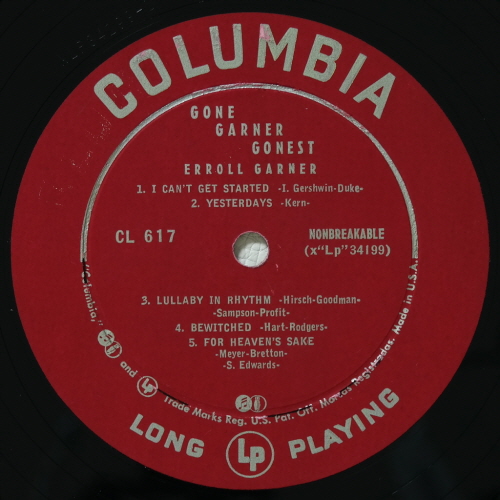 COLUMBIA
GONE
GARNER
GONEST
ERROLL GARNER
1. I CAN'T GET STARTED -I. Gershwin-Duke-
2. YESTERDAYS -Kern-
CL 617
NONBREAKABLE
(x"Lp"34199)
3. LULLABY IN RHYTHM -Hirsch-Goodman-
-Sampson-Profit-
4. BEWITCHED -Hart-Rodgers-
5. FOR HEAVEN'S SAKE
-Meyer-Bretton-
-S. Edwards-
"Columbia," and LP Trade Marks Reg. U.S. Pat. Off. Marcas Registradas. Made in U.S.A.
LONG LP PLAYING